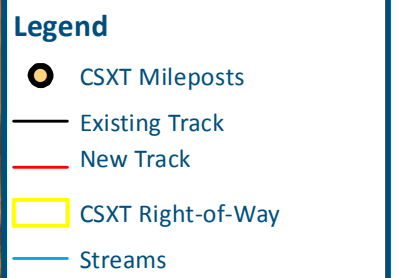 Legend
CSXT Mileposts
Existing Track
New Track
CSXT Right-of-Way
Streams